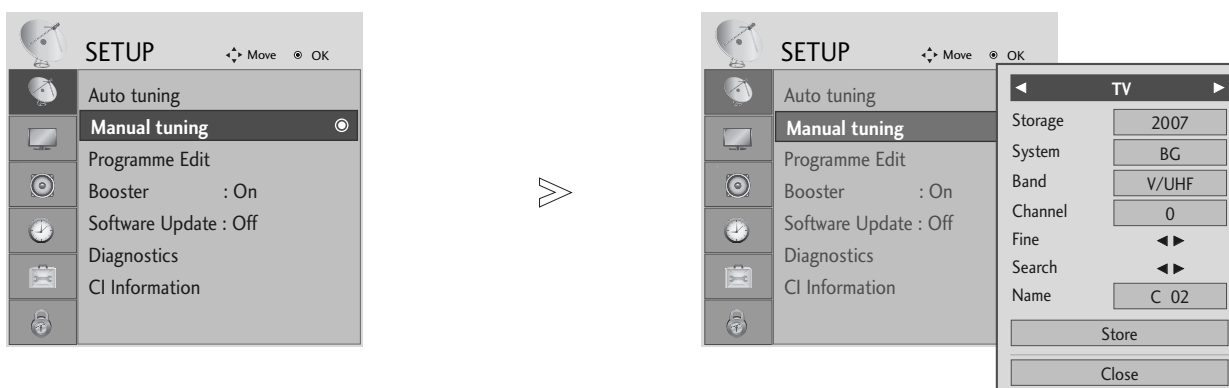 SETUP Move OK
Auto tuning
Manual tuning
Programme Edit
Booster : On
Software Update : Off
Diagnostics
CI Information
SETUP Move OK
Auto tuning
Manual tuning
Programme Edit
Booster : On
Software Update : Off
Diagnostics
CI Information
◄ TV ►
Storage 2007
System BG
Band V/UHF
Channel 0
Fine ◄ ►
Search ◄ ►
Name C 02
Store
Close